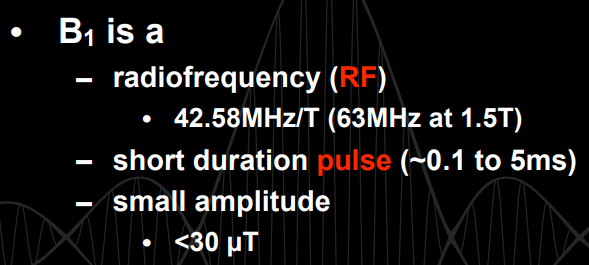 • B₁ is a
– radiofrequency (RF)
• 42.58MHz/T (63MHz at 1.5T)
– short duration pulse (~0.1 to 5ms)
– small amplitude
• <30 μT